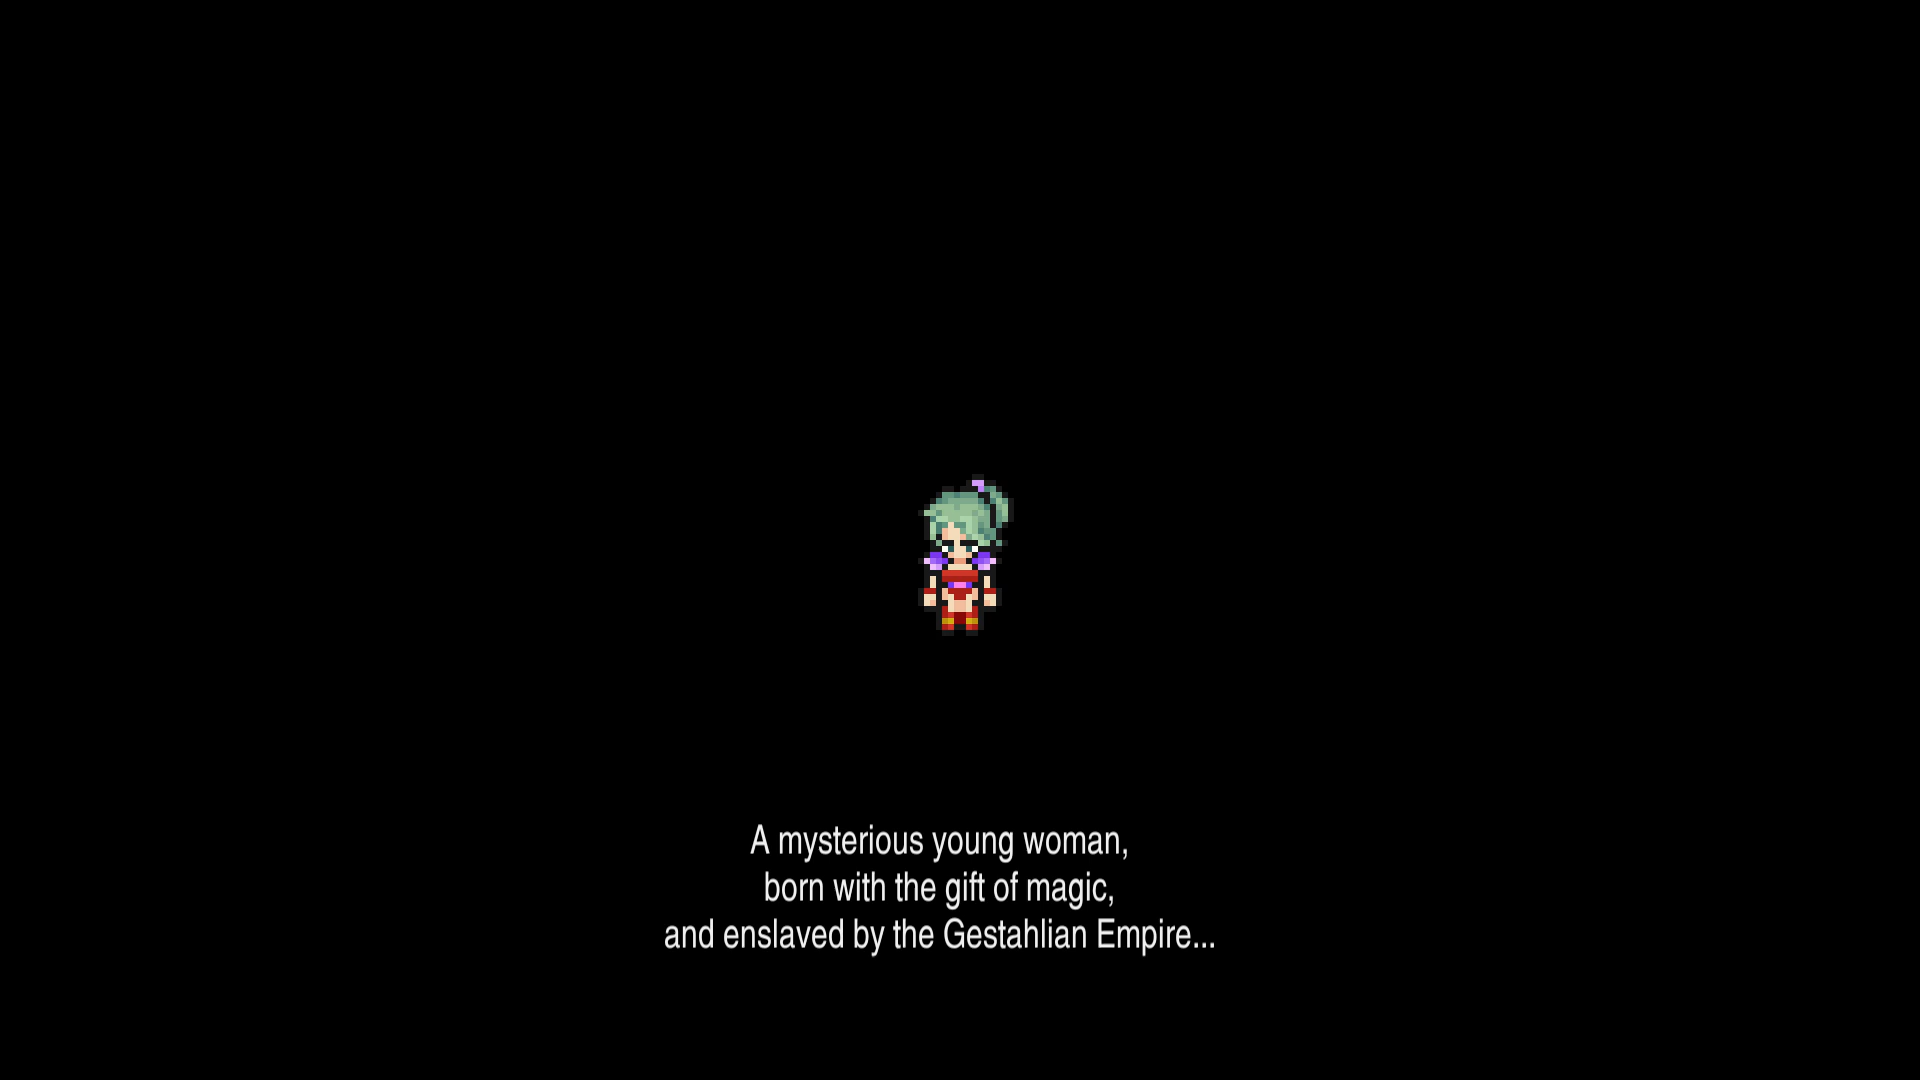 A mysterious young woman,
born with the gift of magic,
and enslaved by the Gestahlian Empire...